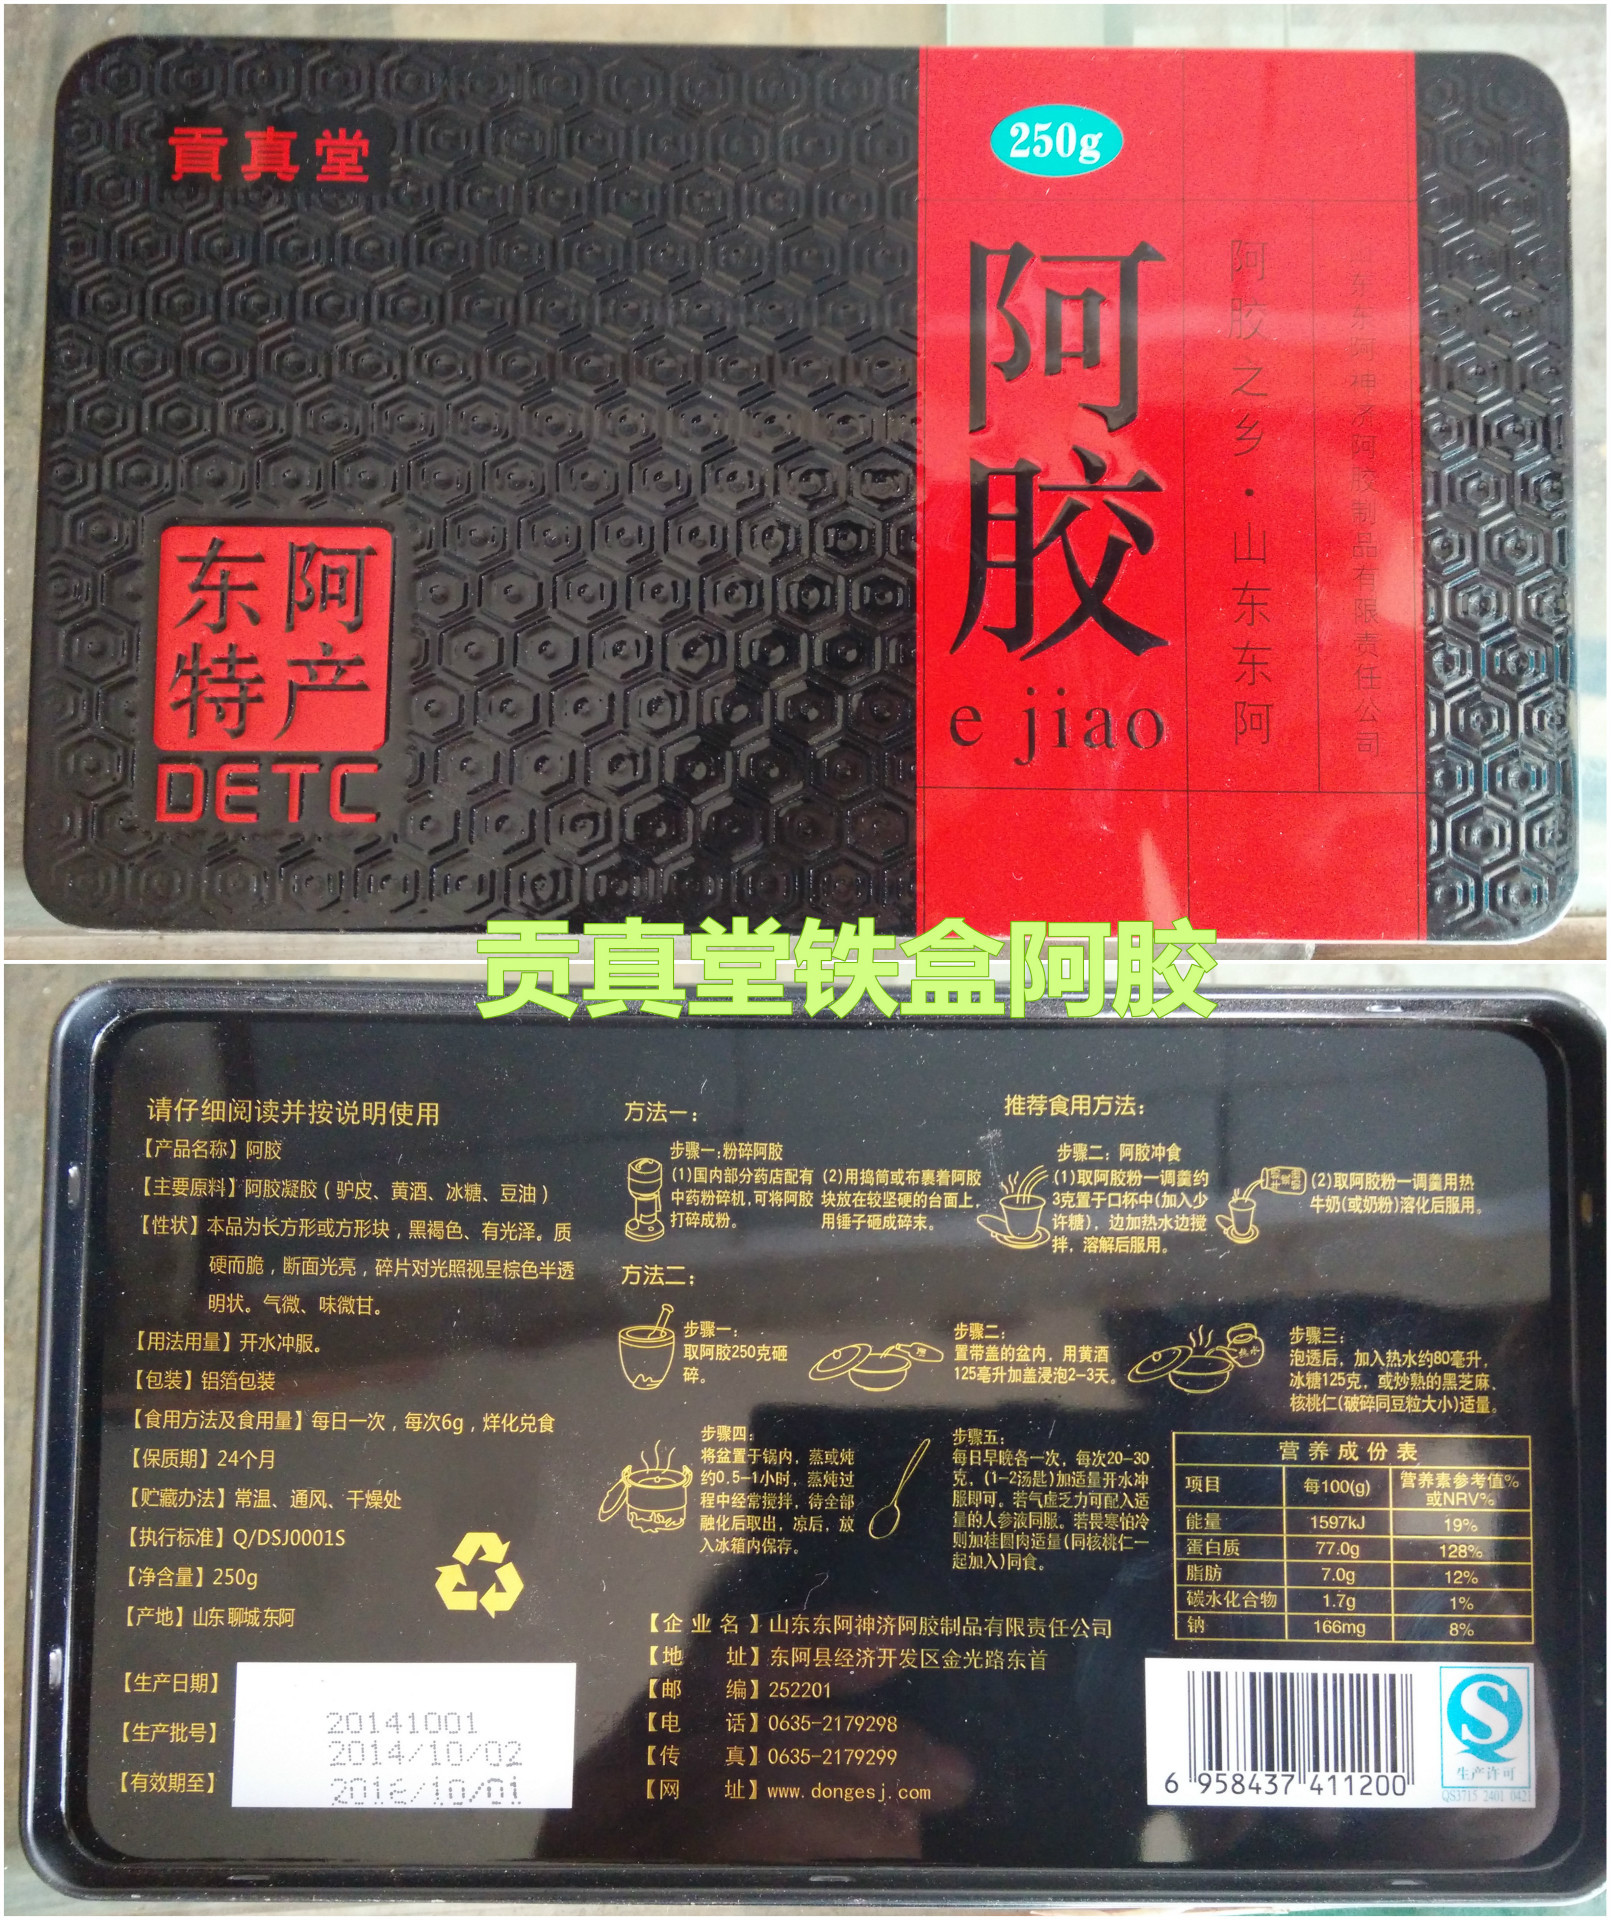 貢真堂
250g
阿胶
e jiao
阿胶之乡·山东东阿
山东东阿神济阿胶制品有限责任公司
东阿
特产
DETC
贡真堂铁盒阿胶
请仔细阅读并按说明使用
【产品名称】阿胶
【主要原料】阿胶凝胶（驴皮、黄酒、冰糖、豆油）
【性状】本品为长方形或方形块，黑褐色、有光泽。质
硬而脆，断面光亮，碎片对光照视呈棕色半透
明状。气微、味微甘。
【用法用量】开水冲服。
【包装】铝箔包装
【食用方法及食用量】每日一次，每次6g，烊化兑食
【保质期】24个月
【贮藏办法】常温、通风、干燥处
【执行标准】Q/DSJ0001S
【净含量】250g
【产地】山东聊城东阿
【生产日期】
【生产批号】
【有效期至】
20141001
2014/10/02
方法一：
步骤一：粉碎阿胶
(1)国内部分药店配有
中药粉碎机，可将阿胶
打碎成粉。
(2)用捣筒或布裹着阿胶
块放在较坚硬的台面上，
用锤子砸成碎末。
推荐食用方法：
步骤二：阿胶冲食
(1)取阿胶粉一调羹约
3克置于口杯中(加入少
许糖)，边加热水边搅
拌，溶解后服用。
(2)取阿胶粉一调羹用热
牛奶(或奶粉)溶化后服用。
方法二：
步骤一：
取阿胶250克砸
碎。
步骤二：
置带盖的盆内，用黄酒
125毫升加盖浸泡2-3天。
步骤三：
泡透后，加入热水约80毫升，
冰糖125克，或炒熟的黑芝麻、
核桃仁(破碎同豆粒大小)适量。
步骤四：
将盆置于锅内，蒸或炖
约0.5-1小时，蒸炖过
程中经常搅拌，待全部
融化后取出，凉后，放
入冰箱内保存。
步骤五：
每日早晚各一次，每次20-30
克，(1-2汤匙)加适量开水冲
服即可。若气虚乏力可配入适
量的人参液同服。若畏寒怕冷
则加桂圆肉适量(同核桃仁一
起加入)同食。
营养成份表
项目 每100(g) 营养素参考值%
或NRV%
能量 1597kJ 19%
蛋白质 77.0g 128%
脂肪 7.0g 12%
碳水化合物 1.7g 1%
钠 166mg 8%
【企业名】山东东阿神济阿胶制品有限责任公司
【地址】东阿县经济开发区金光路东首
【邮编】252201
【电话】0635-2179298
【传真】0635-2179299
【网址】www.dongesj.com
6 958437 411200
生产许可
QS3715 2401 0421